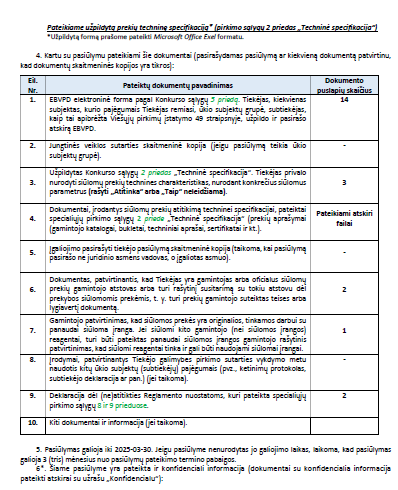 Pateikiame užpildytą prekių techninę specifikaciją* (pirkimo sąlygų 2 priedas „Techninė specifikacija“)
*Užpildytą formą prašome pateikti Microsoft Office Exel formatu.
4. Kartu su pasiūlymu pateikiami šie dokumentai (pasirašydamas pasiūlymą ar kiekvieną dokumentą patvirtinu, kad dokumentų skaitmeninės kopijos yra tikros):
Eil. Nr.
Pateiktų dokumentų pavadinimas
Dokumento puslapių skaičius
1.
EBVPD elektroninė forma pagal Konkurso sąlygų 5 priedą. Tiekėjas, kiekvienas
subjektas, kurio pajėgumais Tiekėjas remiasi, ūkio subjektų grupė, subtiekėjas,
kaip tai apibrėžta Viešųjų pirkimų įstatymo 49 straipsnyje, užpildo ir pasirašo
atskirą EBVPD.
14
2.
Jungtinės veiklos sutarties skaitmeninė kopija (jeigu pasiūlymą teikia ūkio
subjektų grupė).
-
3.
Užpildytas Konkurso sąlygų 2 priedas „Techninė specifikacija“. Tiekėjas privalo
nurodyti siūlomų prekių technines charakteristikas, nurodant konkrečius siūlomus
parametrus (rašyti „Atitinka“ arba „Taip“ neleidžiama).
3
4.
Dokumentai, įrodantys siūlomų prekių atitikimą techninei specifikacijai, pateiktai
specialiųjų pirkimo sąlygų 2 priede „Techninė specifikacija“ (prekių aprašymai
(gamintojo katalogai, bukletai, techniniai aprašai, sertifikatai ir kt.).
Pateikiami atskiri failai
5.
Įgaliojimo pasirašyti tiekėjo pasiūlymą skaitmeninė kopija (taikoma, kai pasiūlymą
pasirašo ne juridinio asmens vadovas, o įgaliotas asmuo).
-
6.
Dokumentas, patvirtinantis, kad Tiekėjas yra gamintojas arba oficialus siūlomų
prekių gamintojo atstovas arba turi rašytinį susitarimą su tokiu atstovu dėl
prekybos siūlomomis prekėmis, t. y. turi prekių gamintojo suteiktas teises arba
lygiavertį dokumentą.
2
7.
Gamintojo patvirtinimas, kad siūlomos prekės yra originalios, tinkamos darbui su
panaudai siūloma įranga. Jei siūlomi kito gamintojo (nei siūlomos įrangos)
reagentai, turi būti pateiktas panaudai siūlomos įrangos gamintojo rašytinis
patvirtinimas, kad siūlomi reagentai tinka ir gali būti naudojami siūlomai įrangai.
1
8.
Įrodymai, patvirtinantys Tiekėjo galimybes pirkimo sutarties vykdymo metu
naudotis kitų ūkio subjektų (subtiekėjų) pajėgumais (pvz., ketinimų protokolas,
subtiekėjo deklaracija ar pan.) (jei taikoma).
-
9.
Deklaracija dėl (ne)atitikties Reglamento nuostatoms, kuri pateikta specialiųjų
pirkimo sąlygų 8 ir 9 prieduose.
2
10.
Kiti dokumentai ir informacija (jei taikoma).
5. Pasiūlymas galioja iki 2025-03-30. Jeigu pasiūlyme nenurodytas jo galiojimo laikas, laikoma, kad pasiūlymas
galioja 3 (tris) mėnesius nuo pasiūlymų pateikimo termino pabaigos.
6*. Šiame pasiūlyme yra pateikta ir konfidenciali informacija (dokumentai su konfidencialia informacija
pateikti atskirai su užrašu „Konfidencialu“):